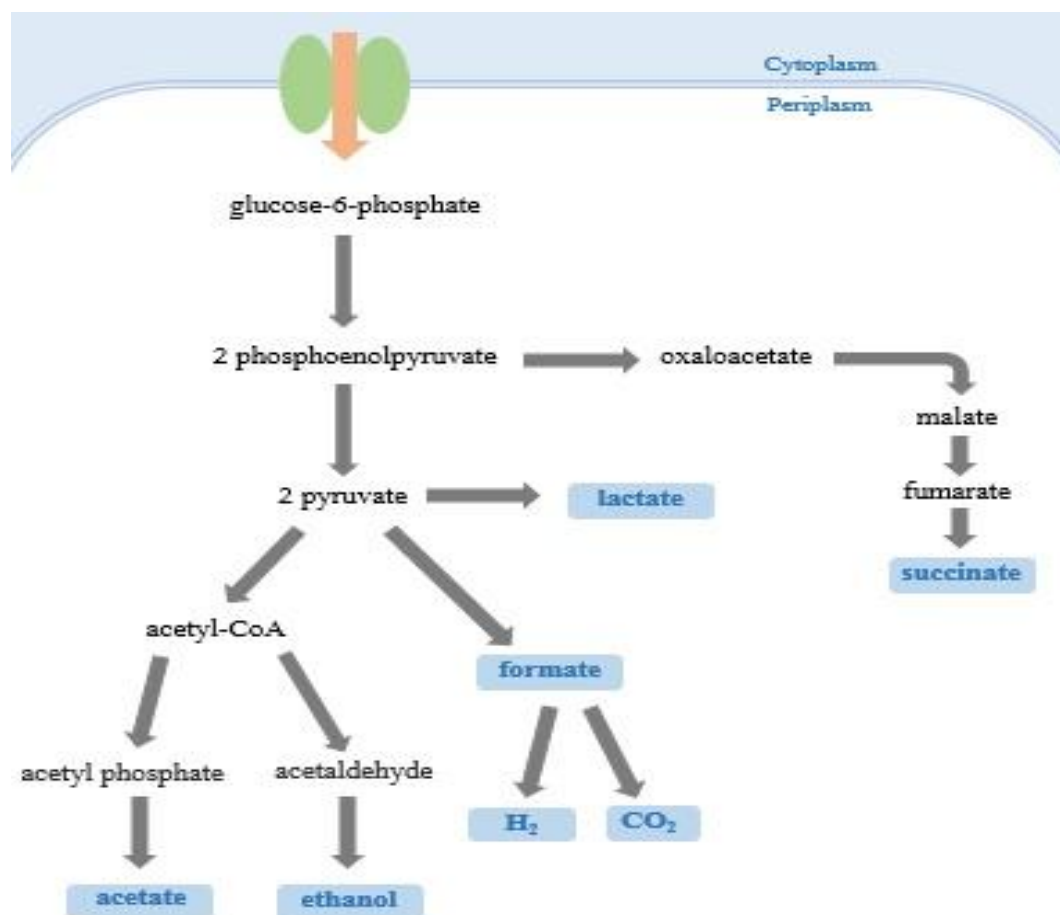 Cytoplasm
Periplasm
glucose-6-phosphate
2 phosphoenolpyruvate
oxaloacetate
malate
2 pyruvate
lactate
fumarate
succinate
acetyl-CoA
formate
acetyl phosphate
acetaldehyde
H₂
CO₂
acetate
ethanol